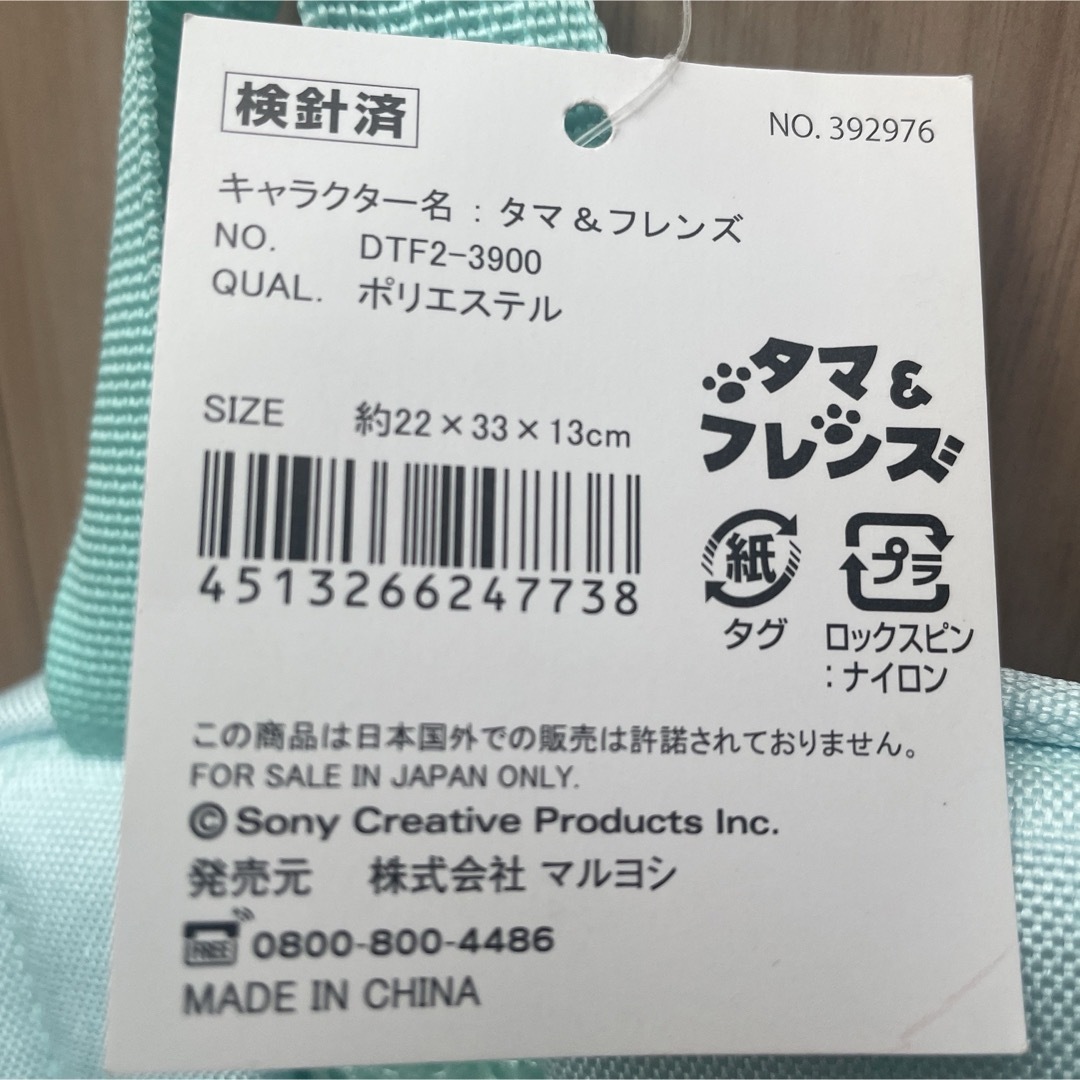 検針済
NO. 392976
キャラクター名 : タマ＆フレンズ
NO. DTF2-3900
QUAL. ポリエステル
SIZE 約22×33×13cm
4513266247738
タマ&
フレンズ
紙
タグ
プラ
ロックスピン
:ナイロン
この商品は日本国外での販売は許諾されておりません。
FOR SALE IN JAPAN ONLY.
©Sony Creative Products Inc.
発売元 株式会社 マルヨシ
FREE 0800-800-4486
MADE IN CHINA